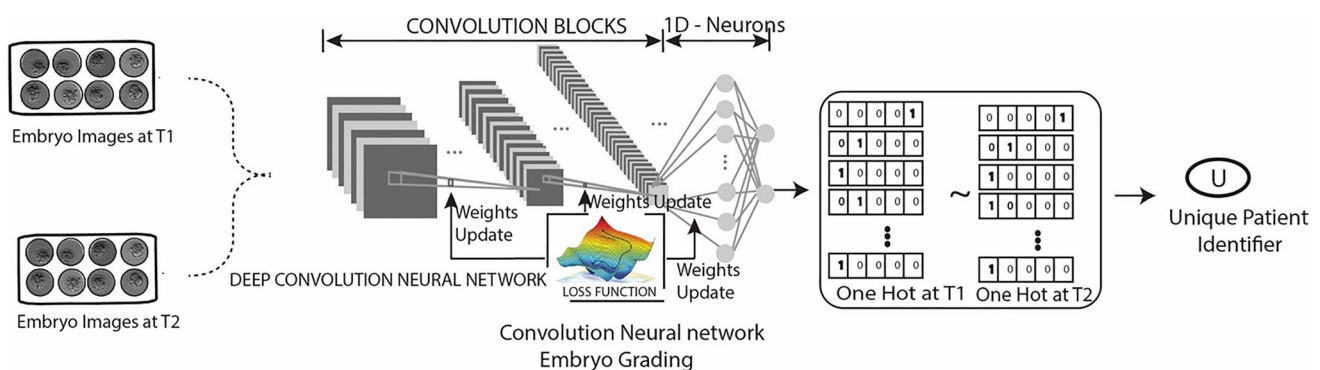 CONVOLUTION BLOCKS
1D - Neurons
Embryo Images at T1
Embryo Images at T2
Weights
Update
Weights Update
Weights
Update
DEEP CONVOLUTION NEURAL NETWORK
LOSS FUNCTION
Convolution Neural network
Embryo Grading
0 0 0 0 1
0 1 0 0 0
1 0 0 0 0
0 1 0 0 0
1 0 0 0 0
One Hot at T1
~
0 0 0 0 1
0 1 0 0 0
1 0 0 0 0
1 0 0 0 0
1 0 0 0 0
One Hot at T2
U
Unique Patient
Identifier